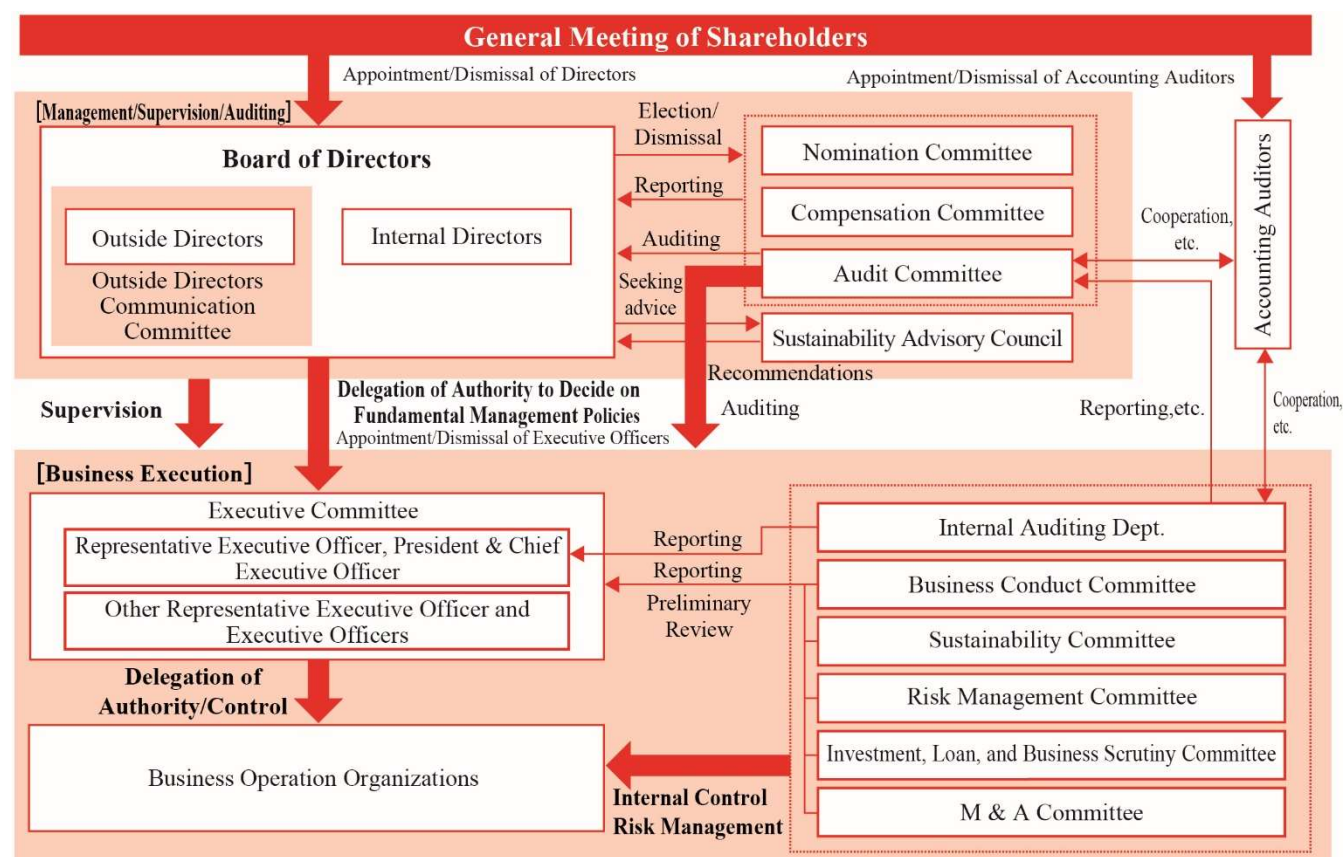 General Meeting of Shareholders
Appointment/Dismissal of Directors
Appointment/Dismissal of Accounting Auditors
[Management/Supervision/Auditing]
Board of Directors
Outside Directors
Internal Directors
Outside Directors
Communication
Committee
Election/
Dismissal
Reporting
Auditing
Seeking
advice
Nomination Committee
Compensation Committee
Audit Committee
Sustainability Advisory Council
Recommendations
Cooperation,
etc.
Accounting Auditors
Supervision
Delegation of Authority to Decide on
Fundamental Management Policies
Appointment/Dismissal of Executive Officers
Auditing
Reporting,etc.
Cooperation,
etc.
[Business Execution]
Executive Committee
Representative Executive Officer, President & Chief
Executive Officer
Other Representative Executive Officer and
Executive Officers
Reporting
Reporting
Preliminary
Review
Internal Auditing Dept.
Business Conduct Committee
Sustainability Committee
Risk Management Committee
Investment, Loan, and Business Scrutiny Committee
M & A Committee
Delegation of
Authority/Control
Business Operation Organizations
Internal Control
Risk Management